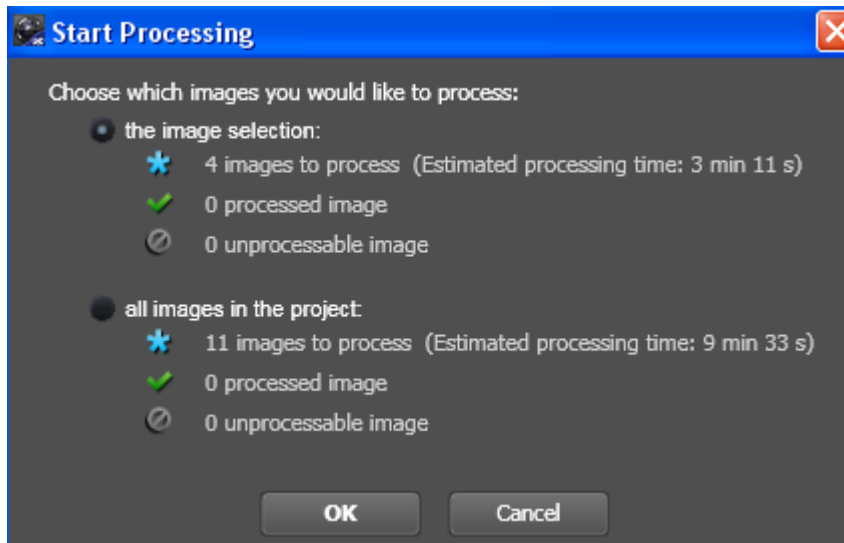 Start Processing
Choose which images you would like to process:
the image selection:
4 images to process (Estimated processing time: 3 min 11 s)
0 processed image
0 unprocessable image
all images in the project:
11 images to process (Estimated processing time: 9 min 33 s)
0 processed image
0 unprocessable image
OK Cancel